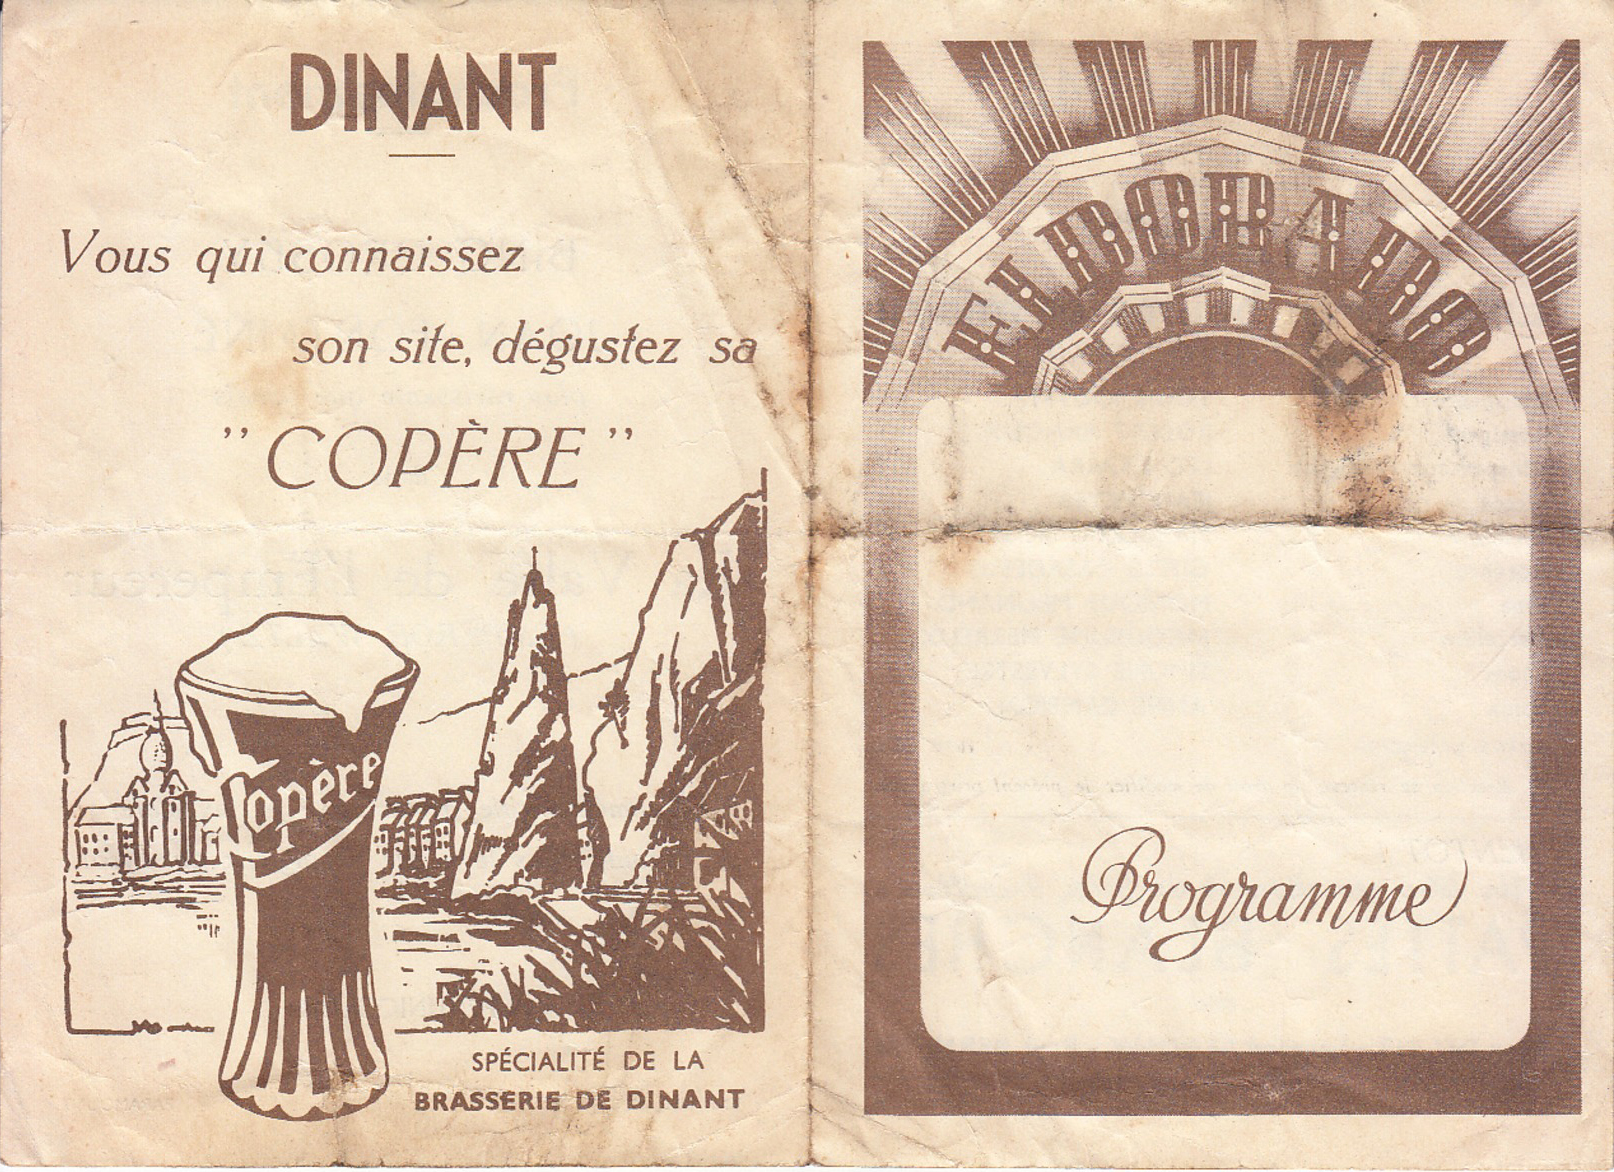 DINANT
Vous qui connaissez
son site, dégustez sa
" COPÈRE "
Copère
SPÉCIALITÉ DE LA
BRASSERIE DE DINANT
ELDORADO
Programme